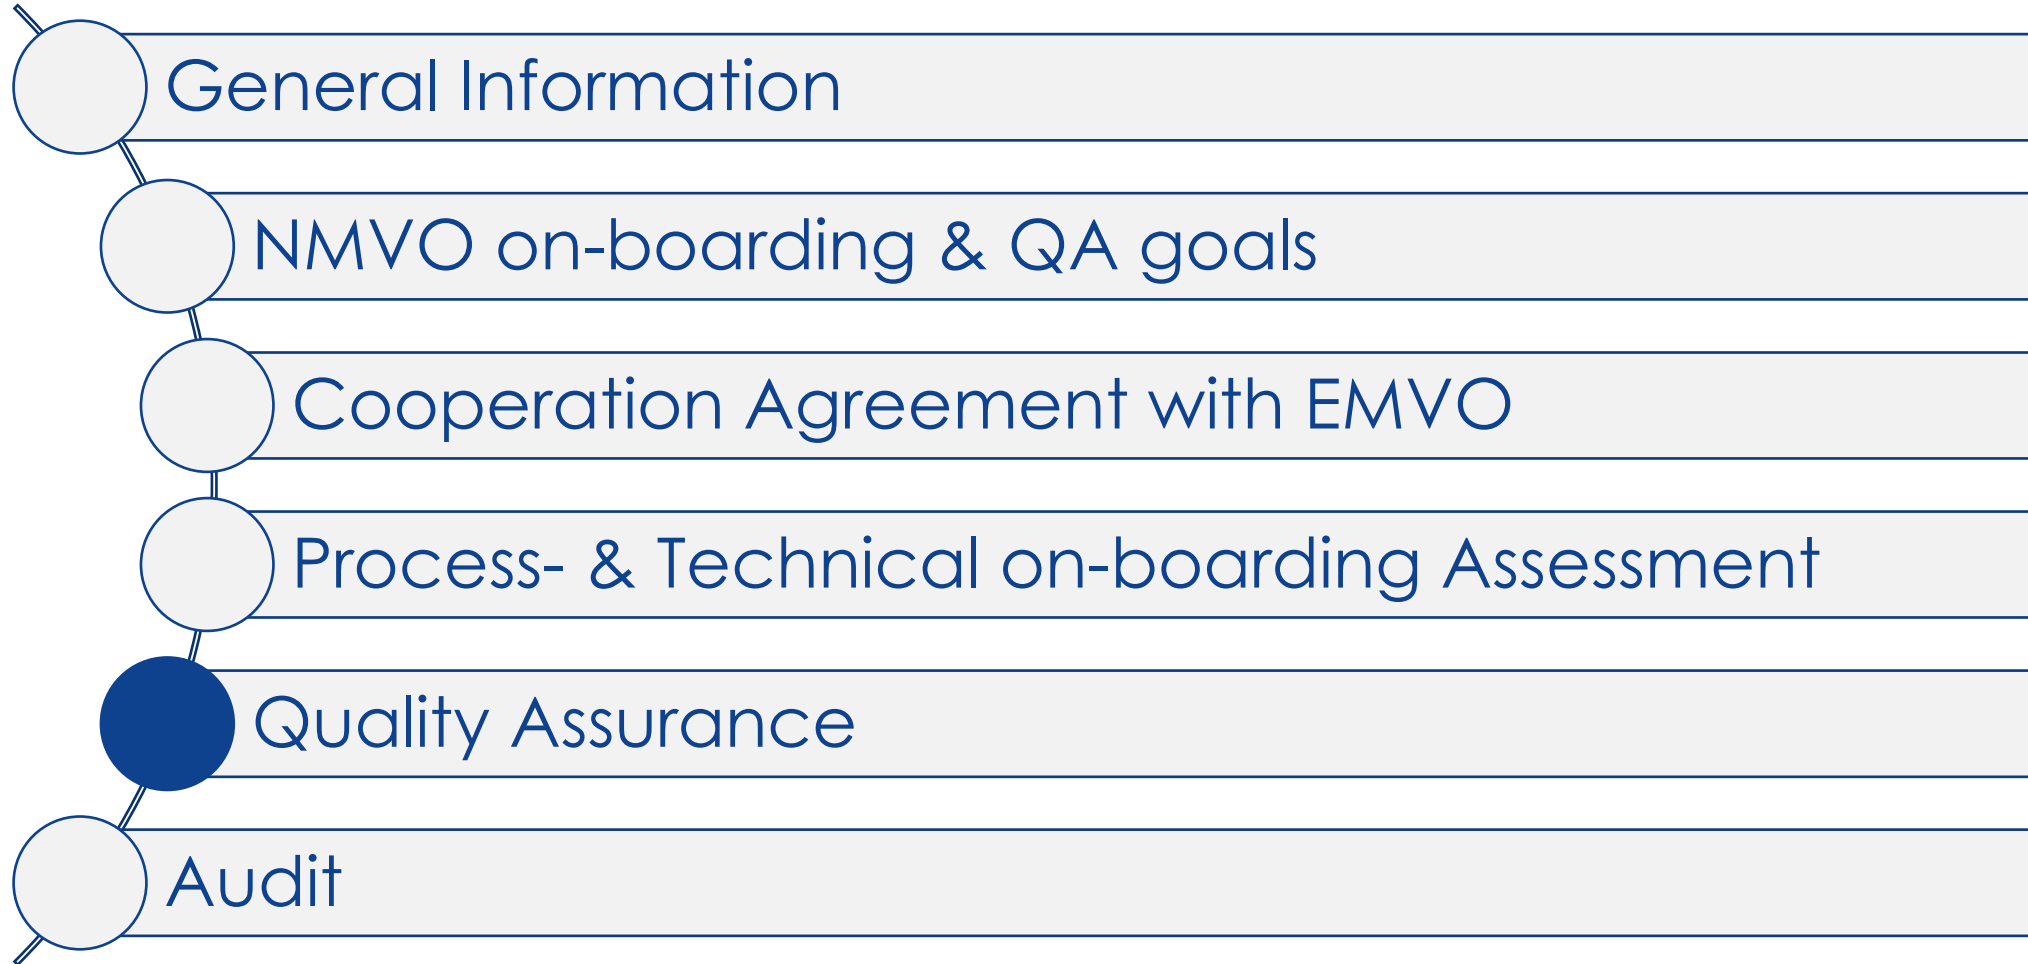 General Information
NMVO on-boarding & QA goals
Cooperation Agreement with EMVO
Process- & Technical on-boarding Assessment
Quality Assurance
Audit